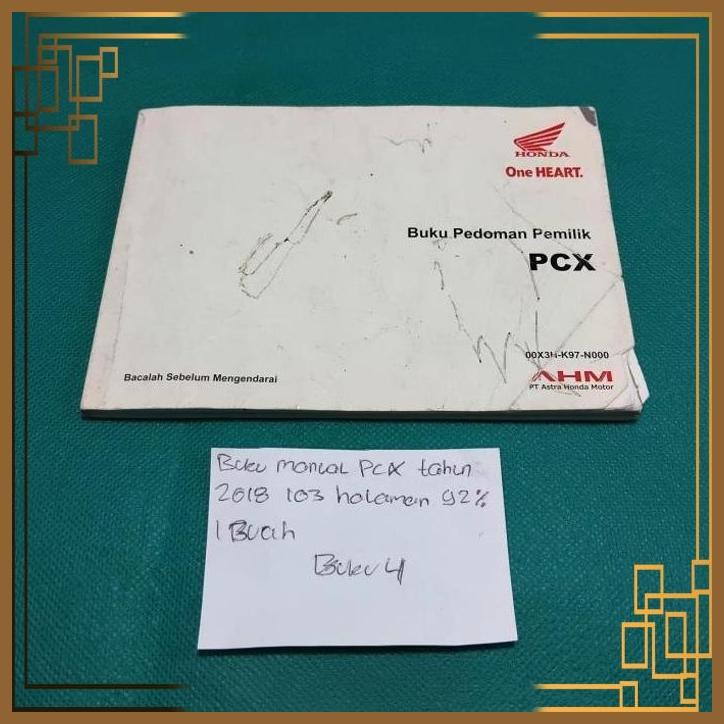 HONDA
One HEART.
Buku Pedoman Pemilik
PCX
00X3H-K97-N000
Bacalah Sebelum Mengendarai
AHM
PT Astra Honda Motor
Buku manual PCX tahun
2018 103 halaman 92%
1 Buah
Buku 4